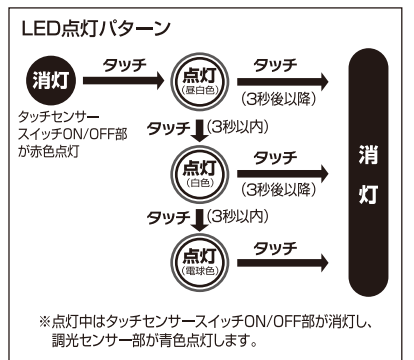 LED点灯パターン
消灯
タッチ
点灯
(昼白色)
タッチ
(3秒後以降)
タッチセンサー
スイッチON/OFF部
が赤色点灯
タッチ
(3秒以内)
点灯
(白色)
タッチ
(3秒後以降)
消灯
タッチ
(3秒以内)
点灯
(電球色)
タッチ
※点灯中はタッチセンサースイッチON/OFF部が消灯し、
調光センサー部が青色点灯します。